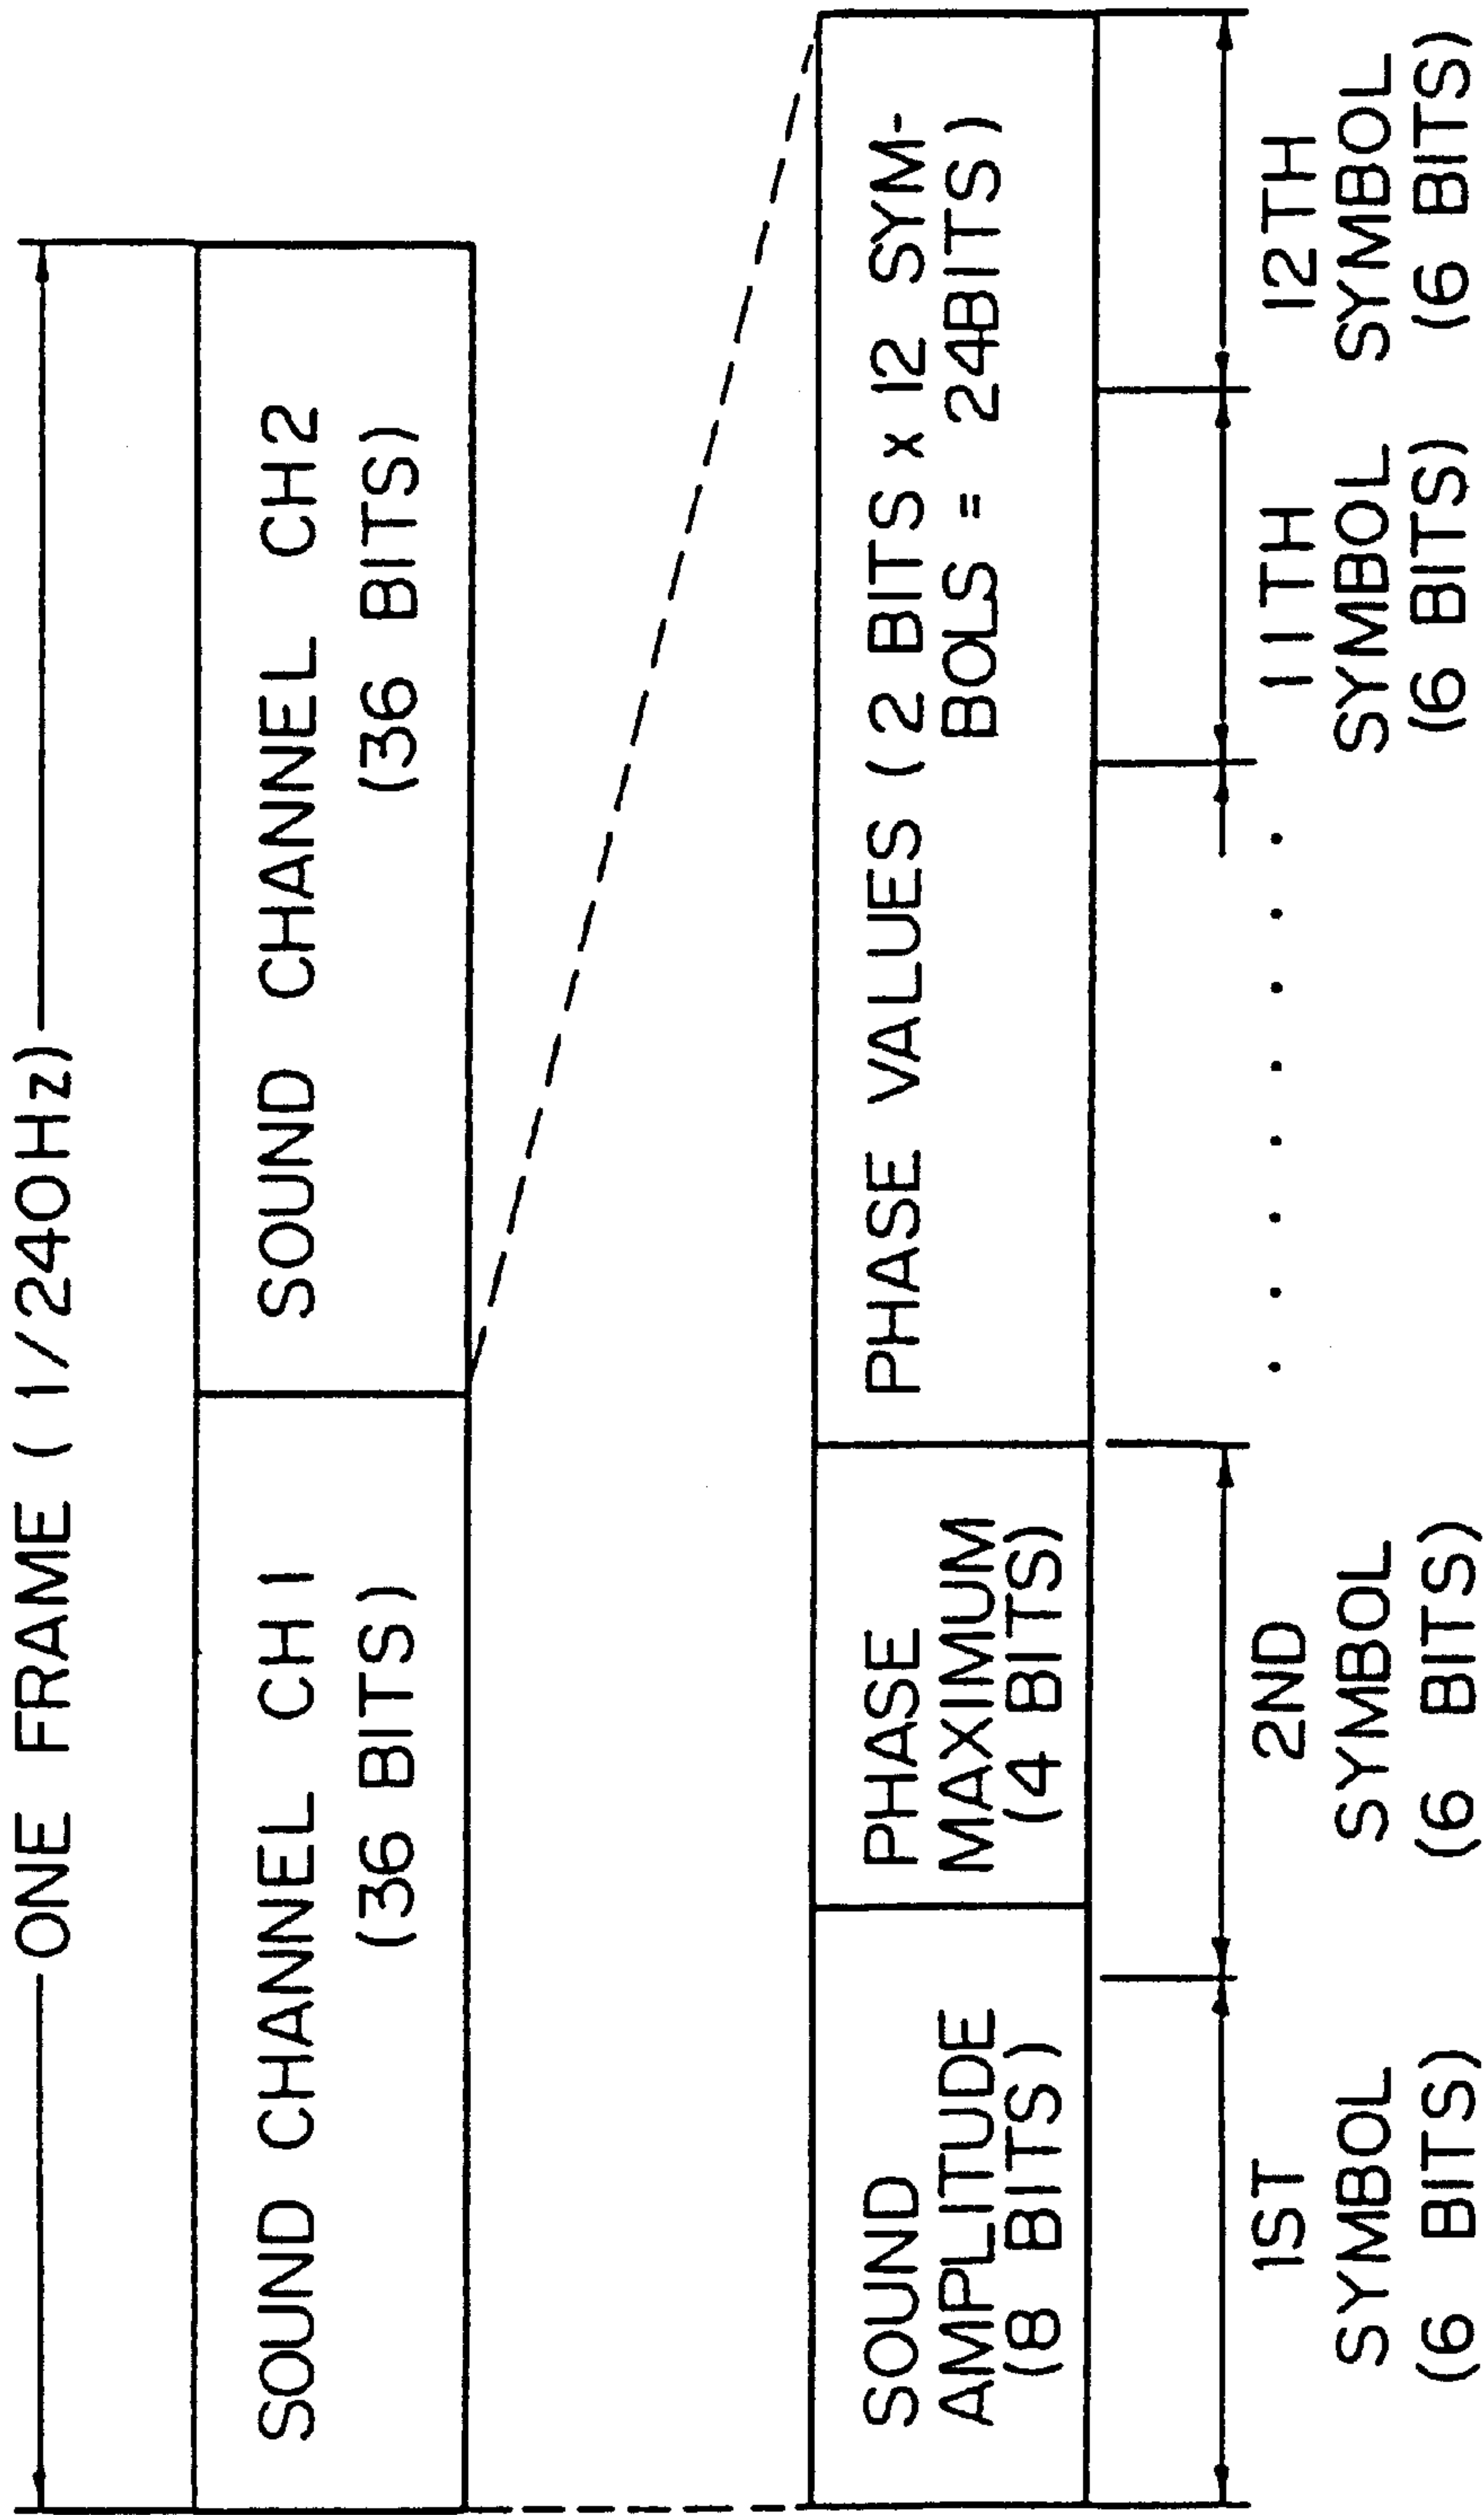 ONE FRAME (1/240Hz)
SOUND CHANNEL CH1
(36 BITS)
SOUND CHANNEL CH2
(36 BITS)
SOUND
AMPLITUDE
(8 BITS)
PHASE
MAXIMUM
(4 BITS)
PHASE VALUES (2 BITS x 12 SYM-
BOLS = 24BITS)
1ST
SYMBOL
(6 BITS)
2ND
SYMBOL
(6 BITS)
. . . . . . . .
11TH
SYMBOL
(6 BITS)
12TH
SYMBOL
(6 BITS)